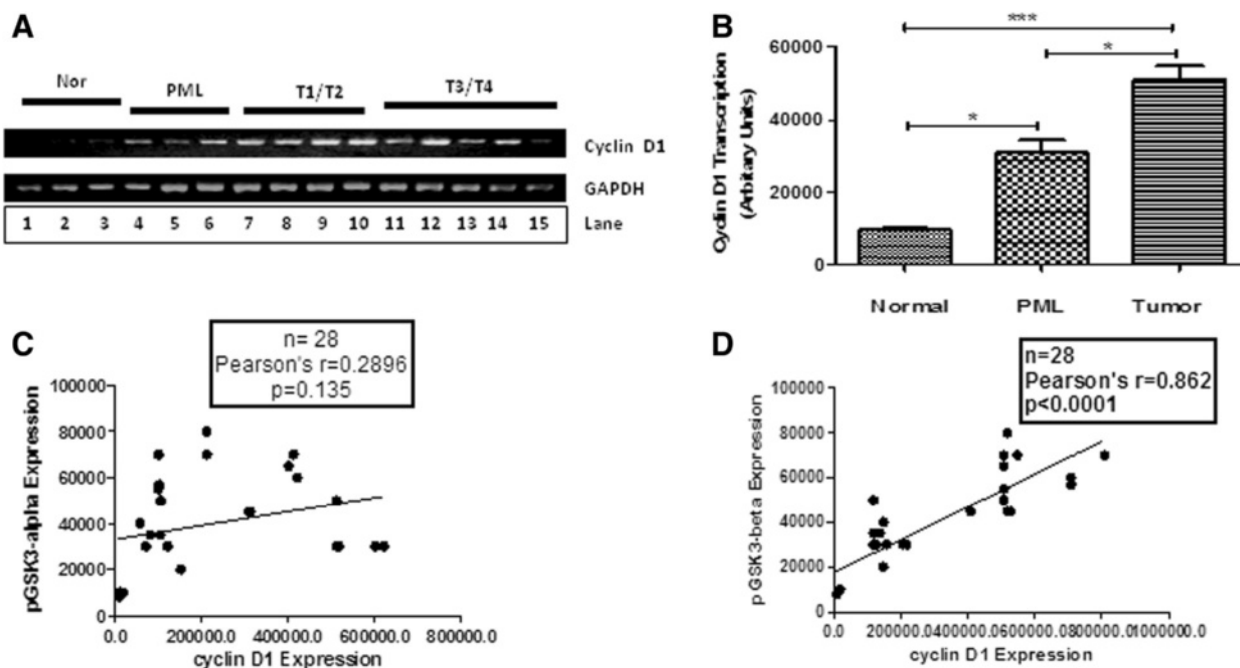 A
Nor PML T1/T2 T3/T4
Cyclin D1
GAPDH
1 2 3 4 5 6 7 8 9 10 11 12 13 14 15 Lane
B
***
*
*
Cyclin D1 Transcription
(Arbitary Units)
60000
40000
20000
0
Normal PML Tumor
C
n= 28
Pearson's r=0.2896
p=0.135
pGSK3-alpha Expression
100000
80000
60000
40000
20000
0
0.0 200000.0 400000.0 600000.0 800000.0
cyclin D1 Expression
D
n=28
Pearson's r=0.862
p<0.0001
pGSK3-beta Expression
100000
80000
60000
40000
20000
0
0.0 200000.0400000.0600000.0800000.01000000.0
cyclin D1 Expression